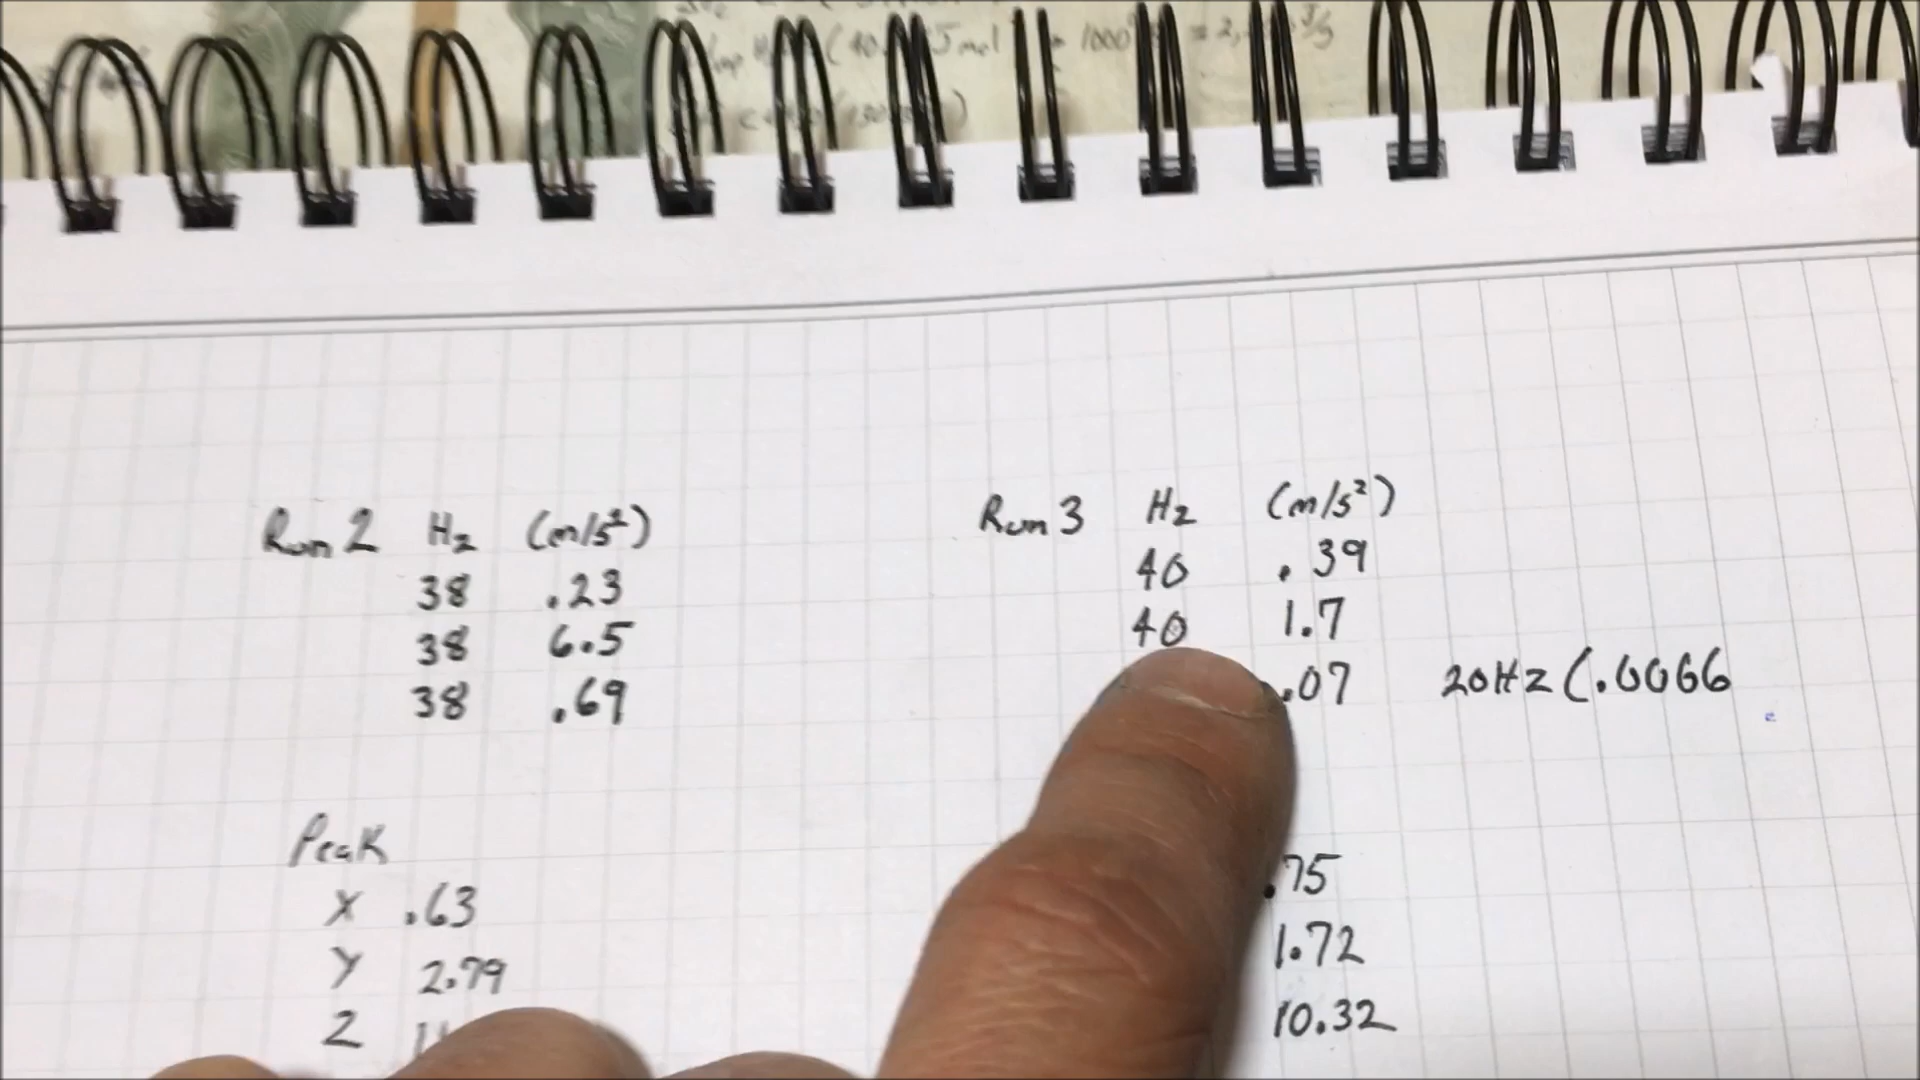 Run 2 Hz (m/s²)
38 .23
38 6.5
38 .69
Peak
X .63
Y 2.79
Z
Run 3 Hz (m/s²)
40 .39
40 1.7
.07 20Hz (.0066
.75
1.72
10.32